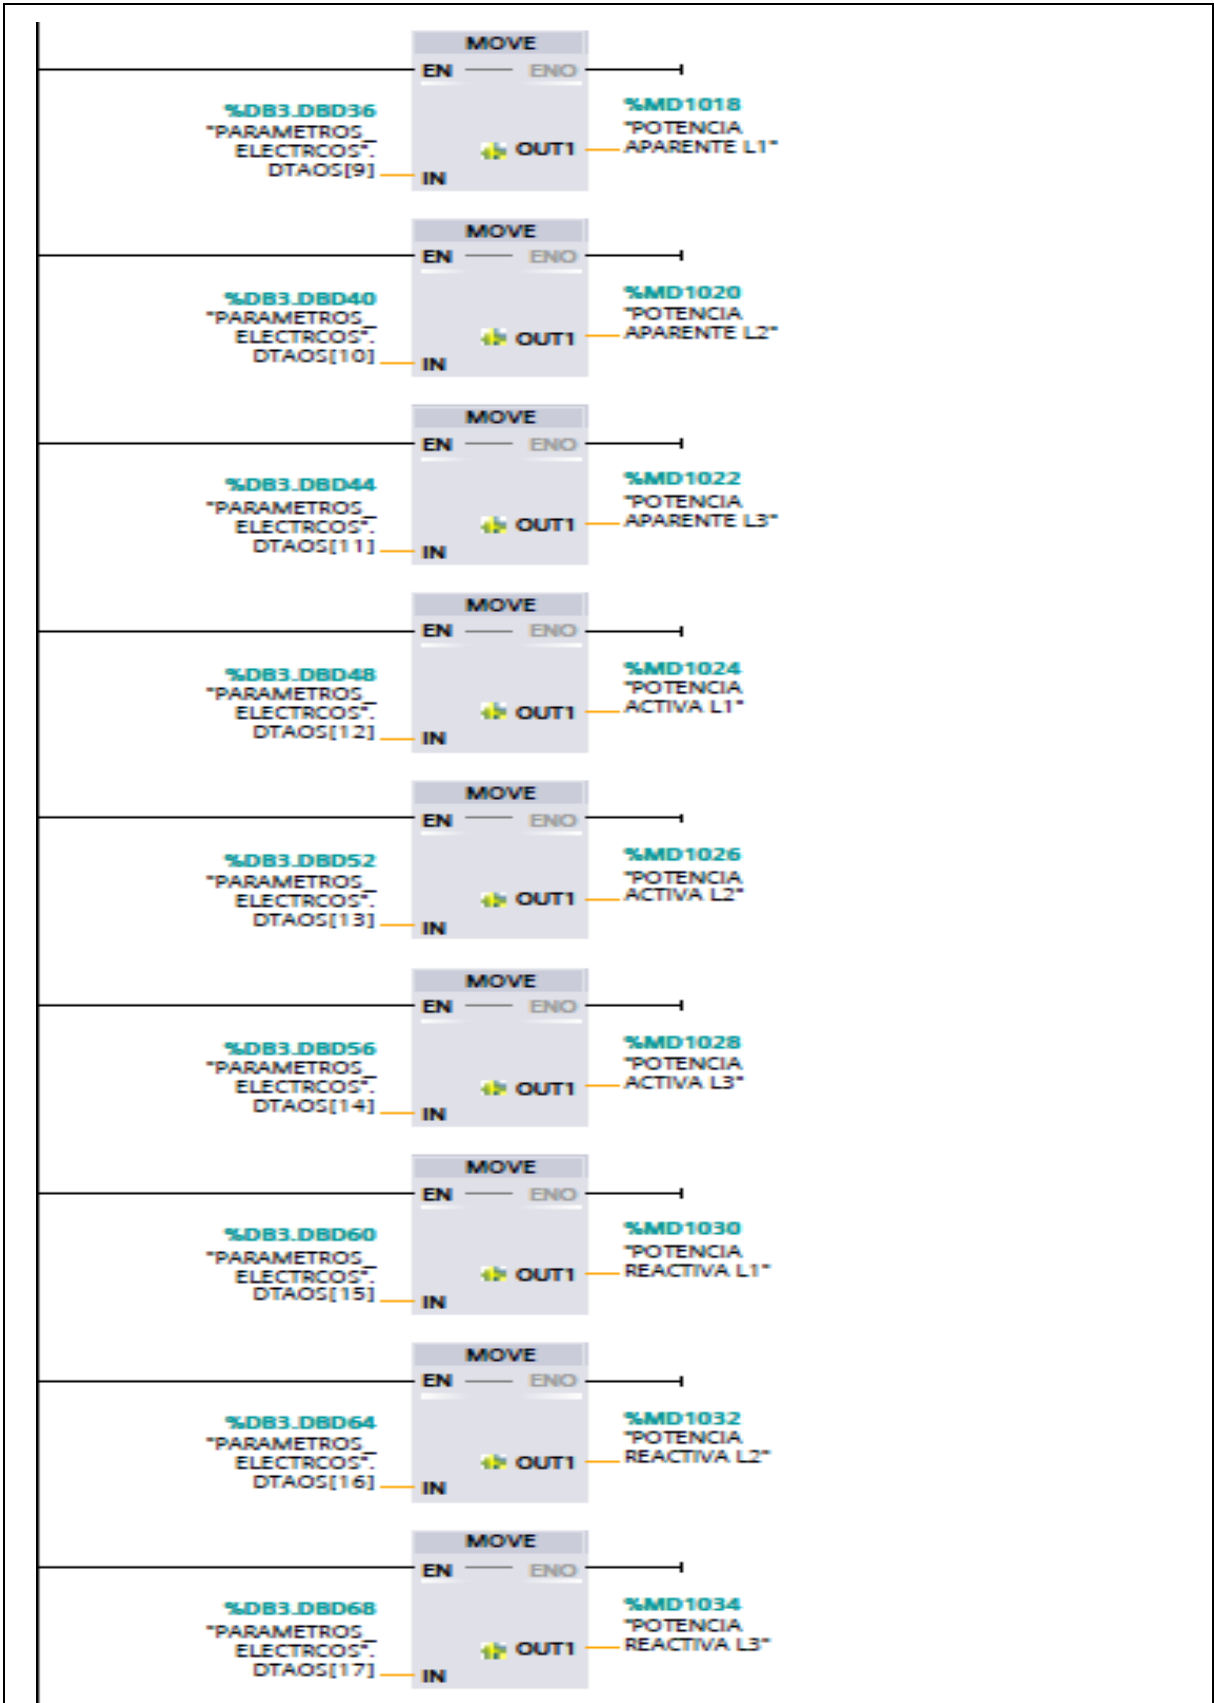 MOVE
EN ENO
%DB3.DBD36
"PARAMETROS_
ELECTRCOS".
DTAOS[9]
IN
OUT1
%MD1018
"POTENCIA
APARENTE L1"
MOVE
EN ENO
%DB3.DBD40
"PARAMETROS_
ELECTRCOS".
DTAOS[10]
IN
OUT1
%MD1020
"POTENCIA
APARENTE L2"
MOVE
EN ENO
%DB3.DBD44
"PARAMETROS_
ELECTRCOS".
DTAOS[11]
IN
OUT1
%MD1022
"POTENCIA
APARENTE L3"
MOVE
EN ENO
%DB3.DBD48
"PARAMETROS_
ELECTRCOS".
DTAOS[12]
IN
OUT1
%MD1024
"POTENCIA
ACTIVA L1"
MOVE
EN ENO
%DB3.DBD52
"PARAMETROS_
ELECTRCOS".
DTAOS[13]
IN
OUT1
%MD1026
"POTENCIA
ACTIVA L2"
MOVE
EN ENO
%DB3.DBD56
"PARAMETROS_
ELECTRCOS".
DTAOS[14]
IN
OUT1
%MD1028
"POTENCIA
ACTIVA L3"
MOVE
EN ENO
%DB3.DBD60
"PARAMETROS_
ELECTRCOS".
DTAOS[15]
IN
OUT1
%MD1030
"POTENCIA
REACTIVA L1"
MOVE
EN ENO
%DB3.DBD64
"PARAMETROS_
ELECTRCOS".
DTAOS[16]
IN
OUT1
%MD1032
"POTENCIA
REACTIVA L2"
MOVE
EN ENO
%DB3.DBD68
"PARAMETROS_
ELECTRCOS".
DTAOS[17]
IN
OUT1
%MD1034
"POTENCIA
REACTIVA L3"